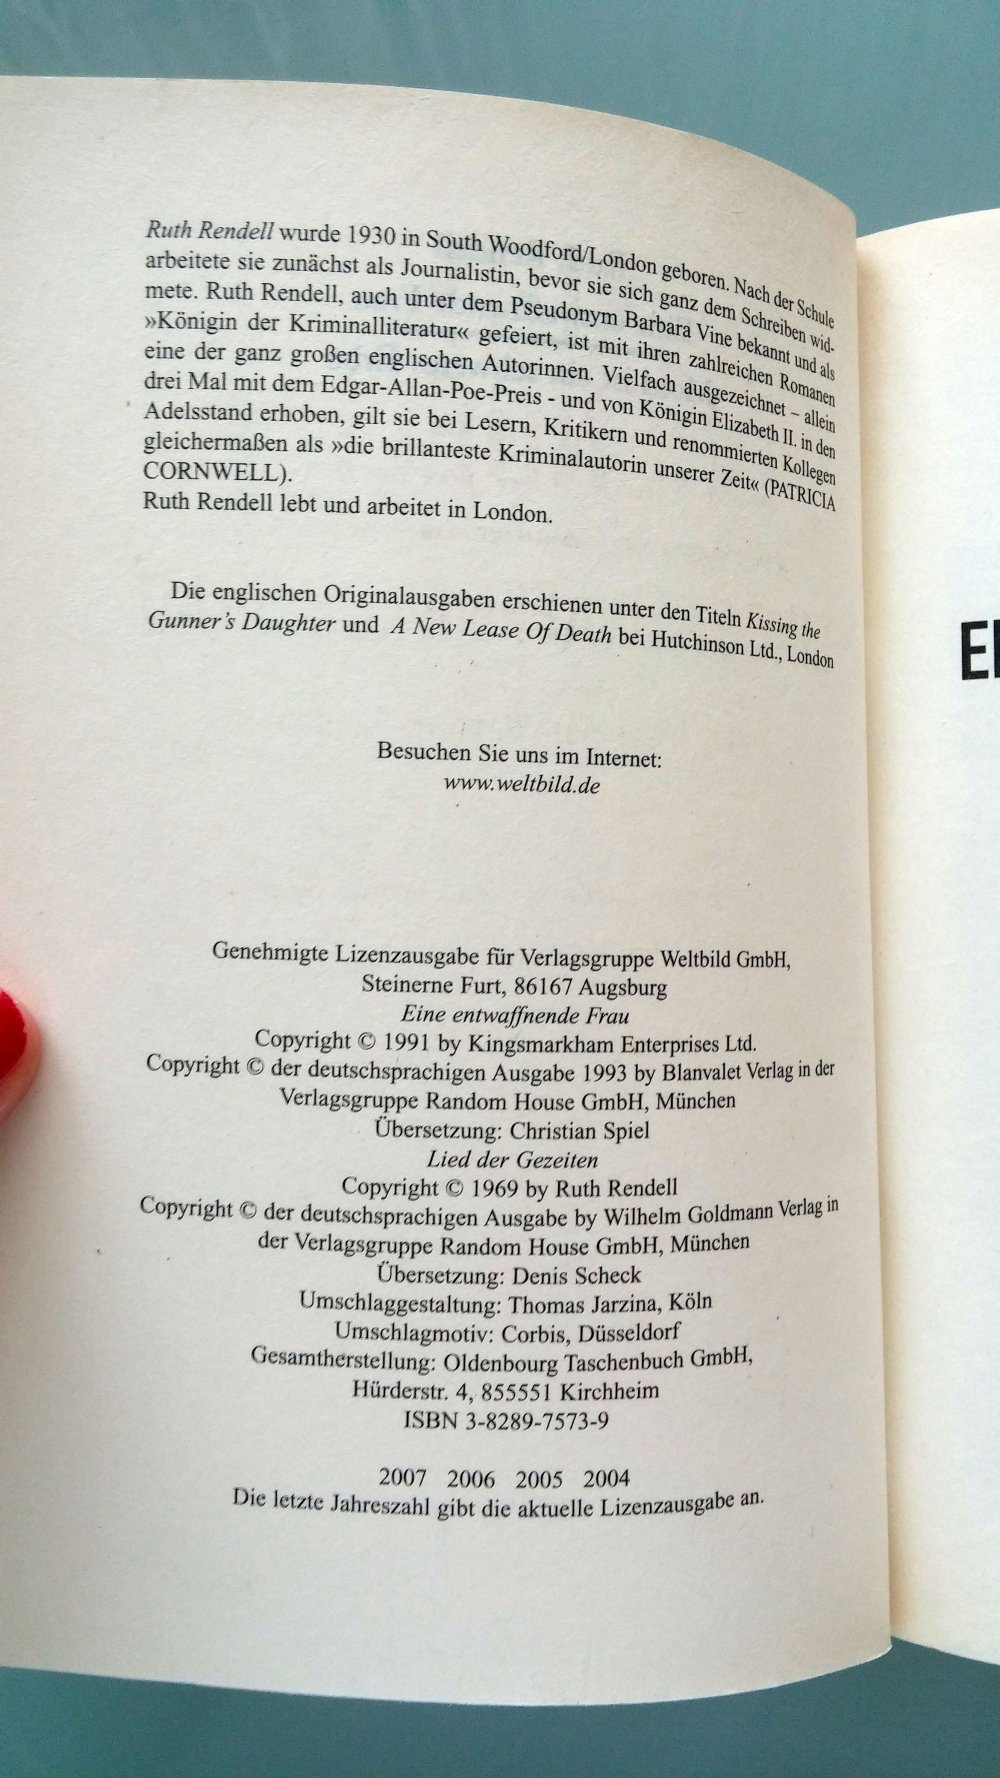 Ruth Rendell wurde 1930 in South Woodford/London geboren. Nach der Schule
arbeitete sie zunächst als Journalistin, bevor sie sich ganz dem Schreiben wid-
mete. Ruth Rendell, auch unter dem Pseudonym Barbara Vine bekannt und als
»Königin der Kriminalliteratur« gefeiert, ist mit ihren zahlreichen Romanen
eine der ganz großen englischen Autorinnen. Vielfach ausgezeichnet – allein
drei Mal mit dem Edgar-Allan-Poe-Preis - und von Königin Elizabeth II. in den
Adelsstand erhoben, gilt sie bei Lesern, Kritikern und renommierten Kollegen
gleichermaßen als »die brillanteste Kriminalautorin unserer Zeit« (PATRICIA
CORNWELL).
Ruth Rendell lebt und arbeitet in London.
Die englischen Originalausgaben erschienen unter den Titeln Kissing the
Gunner's Daughter und A New Lease Of Death bei Hutchinson Ltd., London
Besuchen Sie uns im Internet:
www.weltbild.de
Genehmigte Lizenzausgabe für Verlagsgruppe Weltbild GmbH,
Steinerne Furt, 86167 Augsburg
Eine entwaffnende Frau
Copyright © 1991 by Kingsmarkham Enterprises Ltd.
Copyright © der deutschsprachigen Ausgabe 1993 by Blanvalet Verlag in der
Verlagsgruppe Random House GmbH, München
Übersetzung: Christian Spiel
Lied der Gezeiten
Copyright © 1969 by Ruth Rendell
Copyright © der deutschsprachigen Ausgabe by Wilhelm Goldmann Verlag in
der Verlagsgruppe Random House GmbH, München
Übersetzung: Denis Scheck
Umschlaggestaltung: Thomas Jarzina, Köln
Umschlagmotiv: Corbis, Düsseldorf
Gesamtherstellung: Oldenbourg Taschenbuch GmbH,
Hürderstr. 4, 855551 Kirchheim
ISBN 3-8289-7573-9
2007 2006 2005 2004
Die letzte Jahreszahl gibt die aktuelle Lizenzausgabe an.